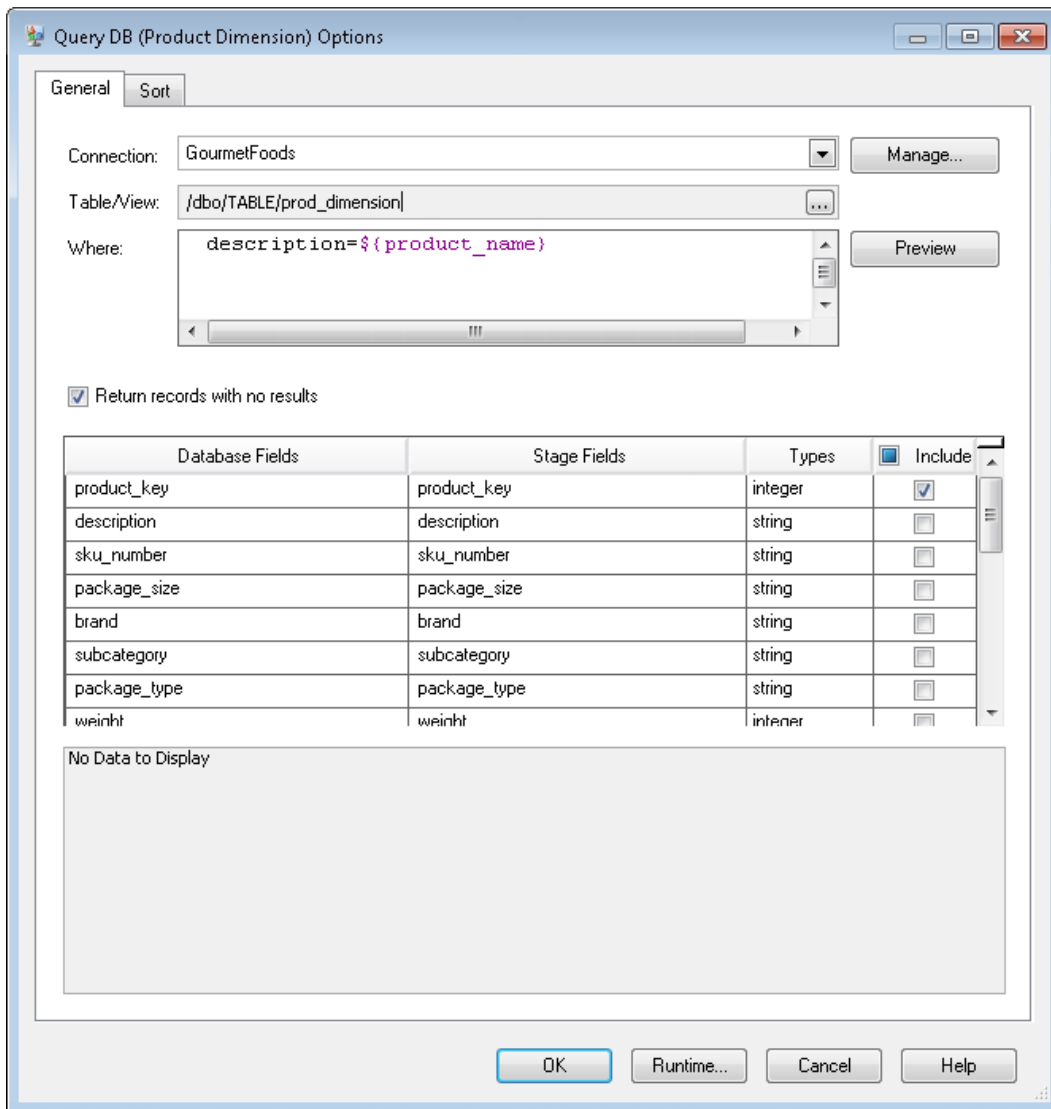 Query DB (Product Dimension) Options
General Sort
Connection: GourmetFoods Manage...
Table/View: /dbo/TABLE/prod_dimension ...
Where: description=${product_name} Preview
Return records with no results
Database Fields Stage Fields Types Include
product_key product_key integer
description description string
sku_number sku_number string
package_size package_size string
brand brand string
subcategory subcategory string
package_type package_type string
weight weight integer
No Data to Display
OK Runtime... Cancel Help